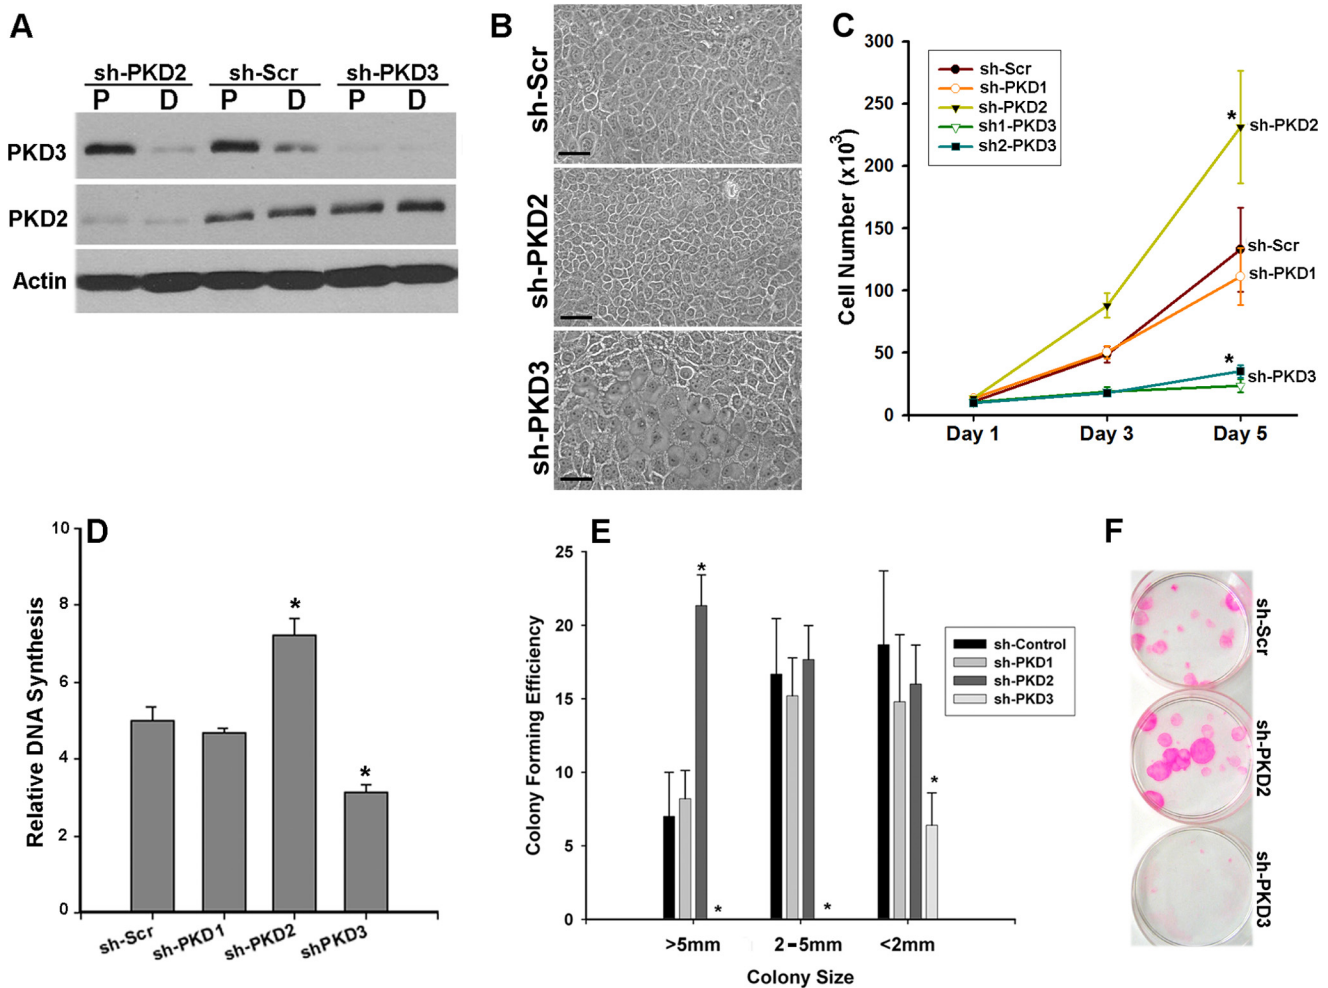 A
sh-PKD2 sh-Scr sh-PKD3
P D P D P D
PKD3
PKD2
Actin
B
sh-Scr
sh-PKD2
sh-PKD3
C
300
250
200
150
100
50
0
Cell Number (x10³)
sh-Scr
sh-PKD1
sh-PKD2
sh1-PKD3
sh2-PKD3
* sh-PKD2
sh-Scr
sh-PKD1
*
sh-PKD3
Day 1 Day 3 Day 5
D
10
8
6
4
2
0
Relative DNA Synthesis
*
*
sh-Scr sh-PKD1 sh-PKD2 shPKD3
E
25
20
15
10
5
0
Colony Forming Efficiency
*
*
*
*
sh-Control
sh-PKD1
sh-PKD2
sh-PKD3
>5mm 2-5mm <2mm
Colony Size
F
sh-Scr
sh-PKD2
sh-PKD3